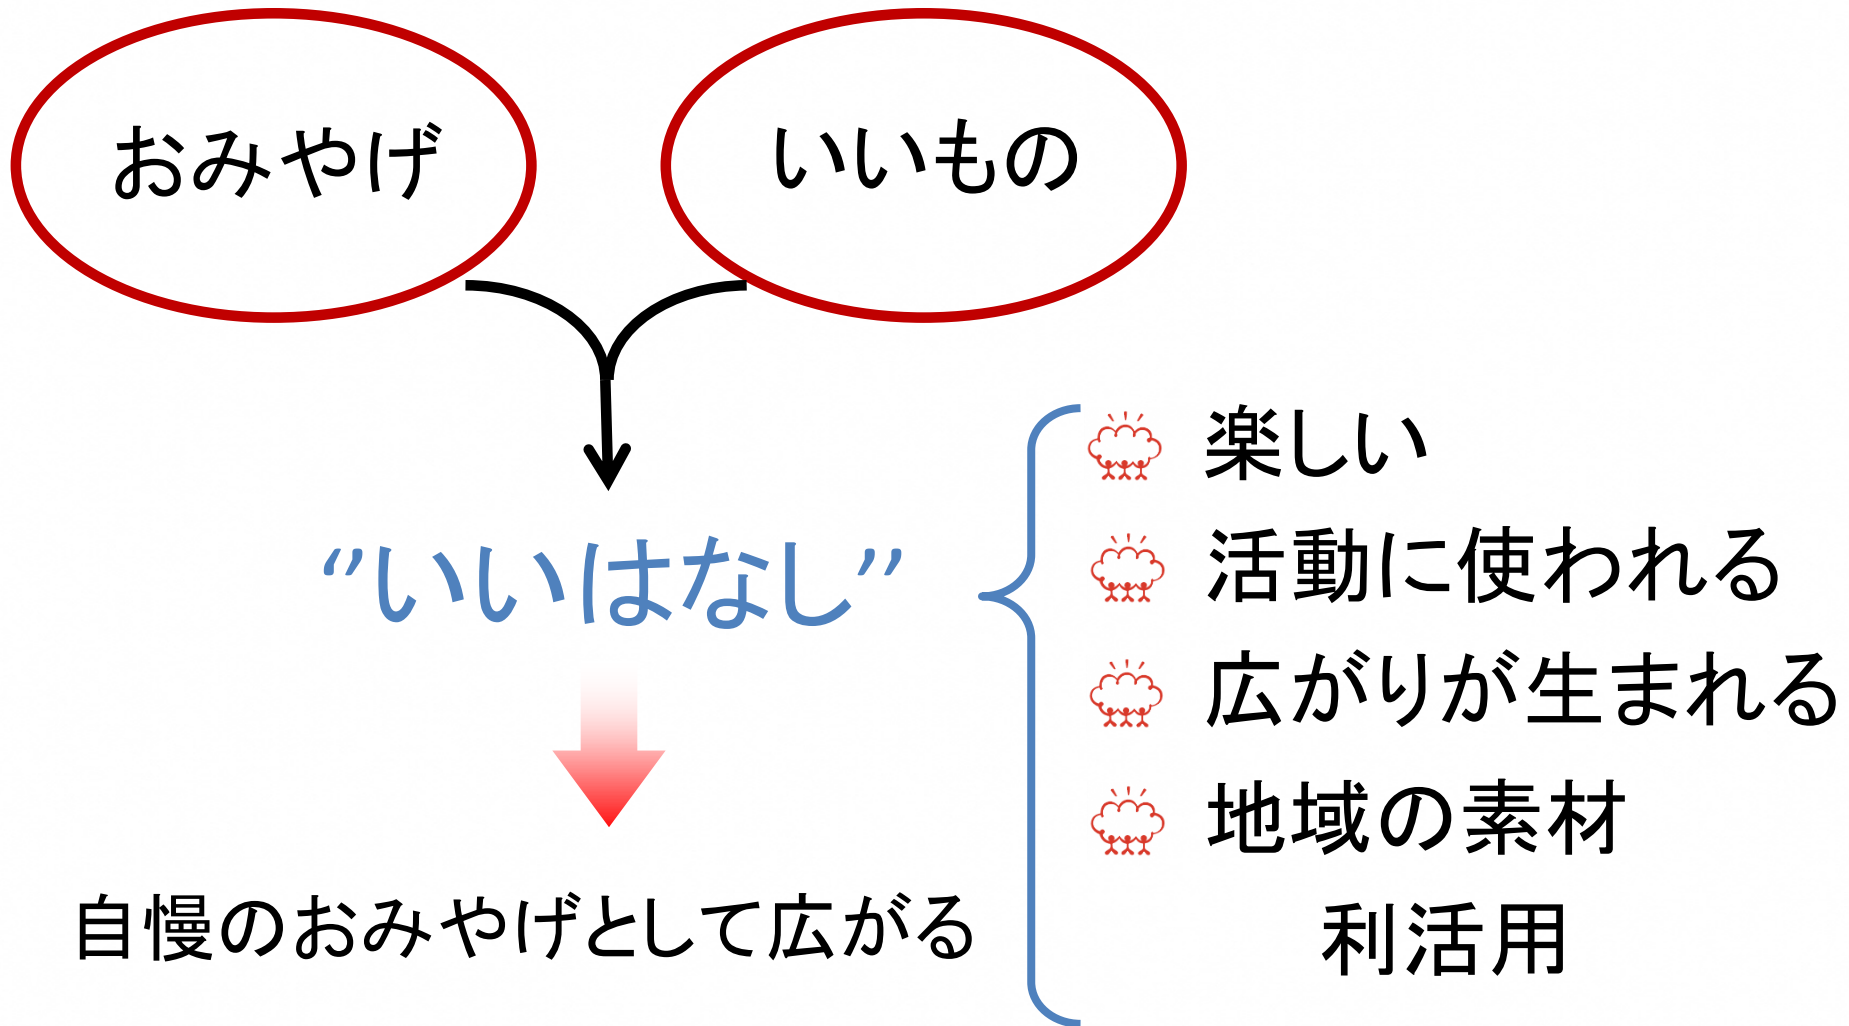 おみやげ
いいもの
“いいはなし”
楽しい
活動に使われる
広がりが生まれる
地域の素材
利活用
自慢のおみやげとして広がる